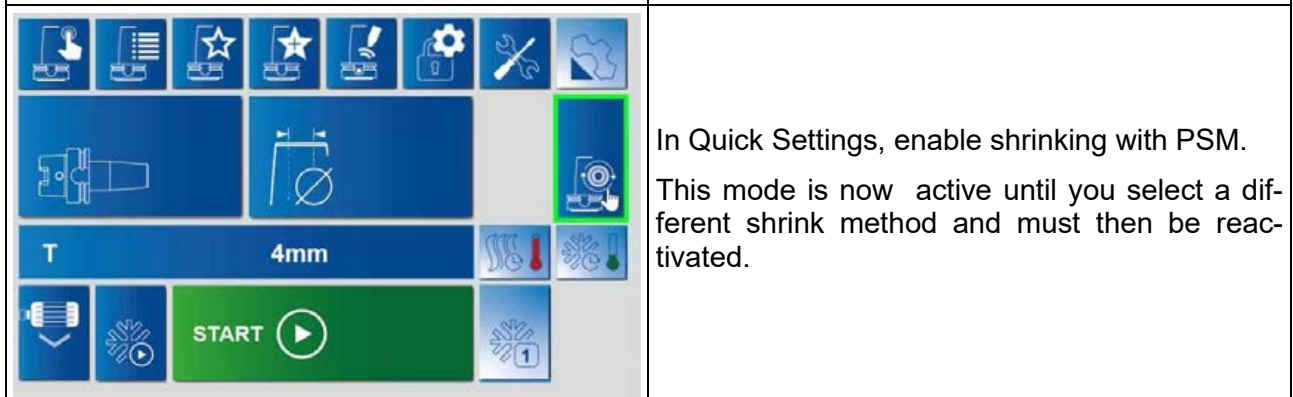 T 4mm
START
1
In Quick Settings, enable shrinking with PSM.
This mode is now active until you select a dif-
ferent shrink method and must then be reac-
tivated.